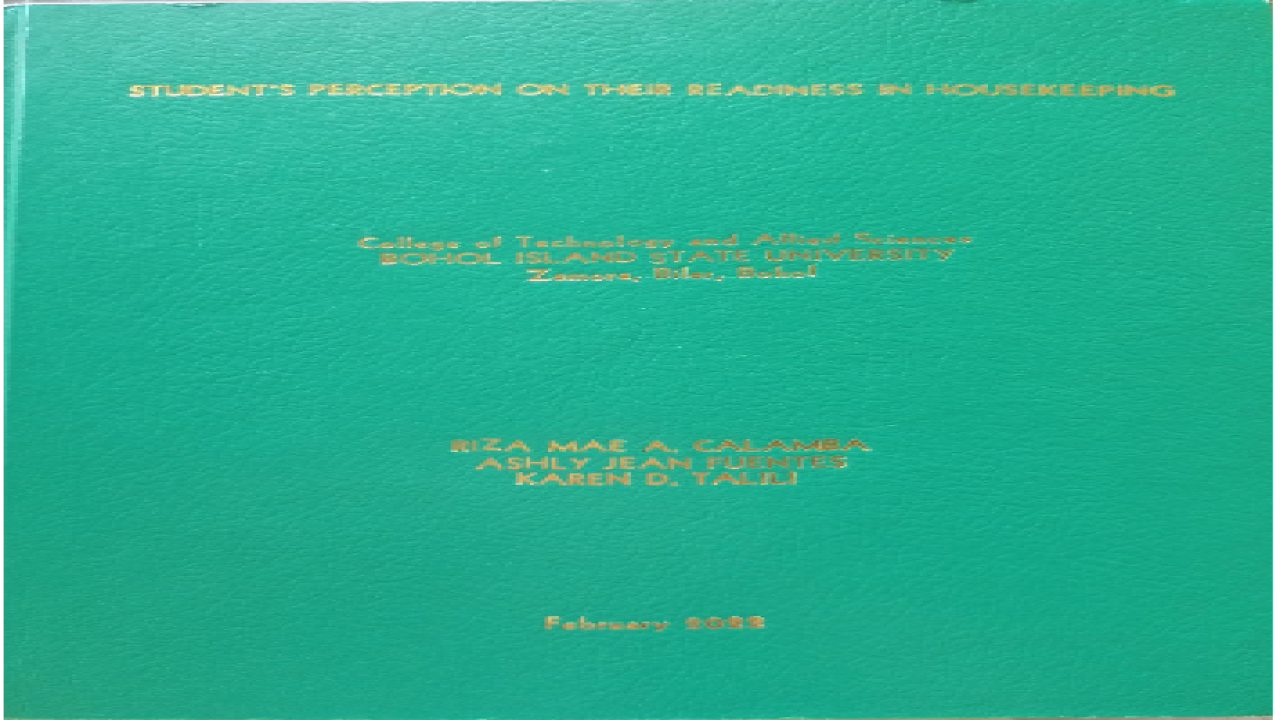 STUDENT'S PERCEPTION ON THEIR READINESS IN HOUSEKEEPING
College of Technology and Allied Sciences
BOHOL ISLAND STATE UNIVERSITY
Zamora, Bilar, Bohol
RIZA MAE A. CALAMBA
ASHLY JEAN FUENTES
KAREN D. TALILI
February 2022